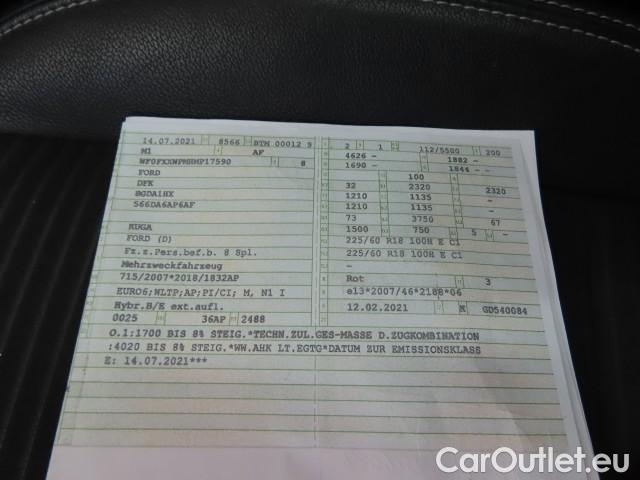 14.07.2021 8566 BTM 00012 9
M1 AF
8
FORD
DFK
BGDA1HX
566DA6AP6AF
KUGA
FORD (D)
Fz.z.Pers.bef.b. 8 Spl.
Mehrzweckfahrzeug
715/2007*2018/1832AP
EURO6;WLTP;AP;PI/CI; M, N1 I
Hybr.B/E ext.aufl.
0025 36AP 2488
2 1 112/5500 200
4626 - 1882 -
1690 - 1844 --
- 100 -
32 2320 2320
1210 1135 -
1210 1135 -
73 3750 67
1500 750 5 -
225/60 R18 100H E C1
225/60 R18 100H E C1
-
-
Rot 3
e13*2007/46*2188*06
12.02.2021 K GD540084
O.1:1700 BIS 8% STEIG.*TECHN.ZUL.GES-MASSE D.ZUGKOMBINATION
:4020 BIS 8% STEIG.*WW.AHK LT.EGTG*DATUM ZUR EMISSIONSKLASS
E: 14.07.2021***
CarOutlet.eu